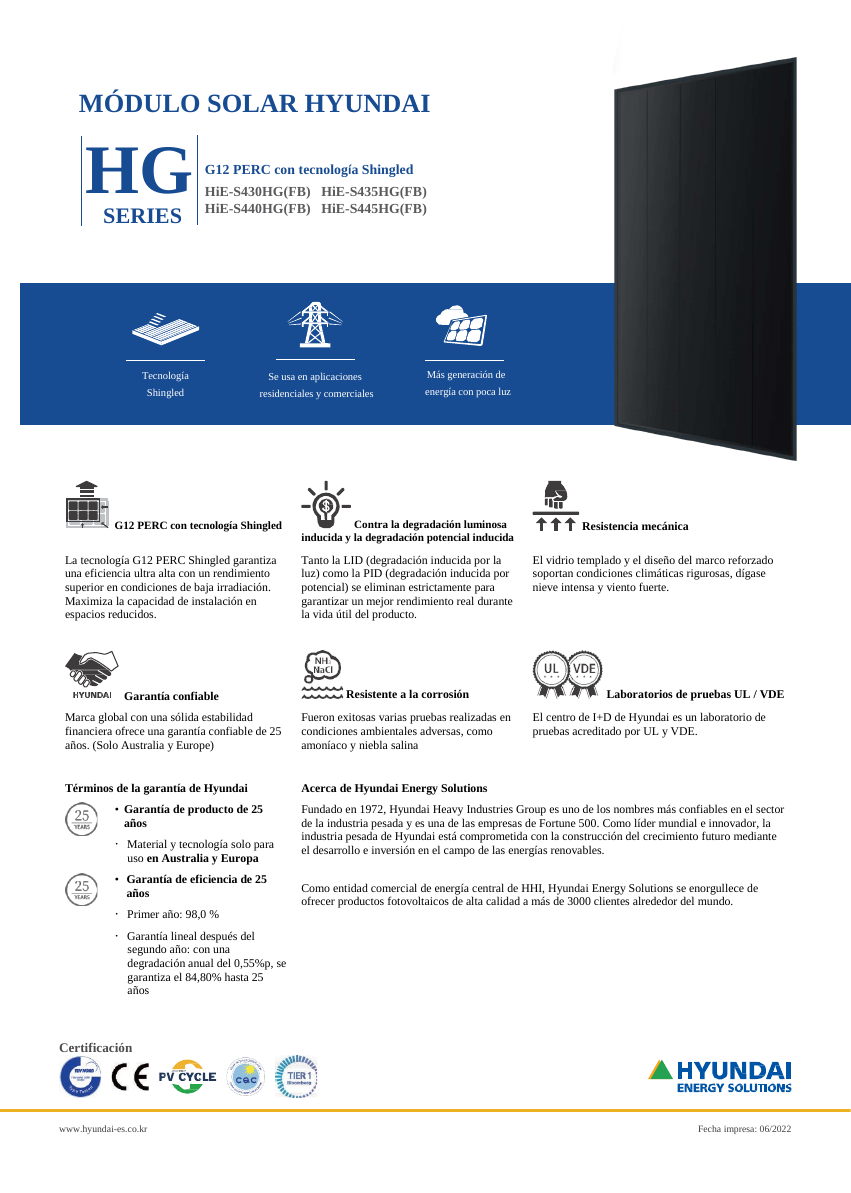 MÓDULO SOLAR HYUNDAI
HG
SERIES
G12 PERC con tecnología Shingled
HiE-S430HG(FB) HiE-S435HG(FB)
HiE-S440HG(FB) HiE-S445HG(FB)
Tecnología
Shingled
Se usa en aplicaciones
residenciales y comerciales
Más generación de
energía con poca luz
G12 PERC con tecnología Shingled
La tecnología G12 PERC Shingled garantiza
una eficiencia ultra alta con un rendimiento
superior en condiciones de baja irradiación.
Maximiza la capacidad de instalación en
espacios reducidos.
Contra la degradación luminosa
inducida y la degradación potencial inducida
Tanto la LID (degradación inducida por la
luz) como la PID (degradación inducida por
potencial) se eliminan estrictamente para
garantizar un mejor rendimiento real durante
la vida útil del producto.
Resistencia mecánica
El vidrio templado y el diseño del marco reforzado
soportan condiciones climáticas rigurosas, dígase
nieve intensa y viento fuerte.
HYUNDAI
Garantía confiable
Marca global con una sólida estabilidad
financiera ofrece una garantía confiable de 25
años. (Solo Australia y Europe)
NH₃
NaCl
Resistente a la corrosión
Fueron exitosas varias pruebas realizadas en
condiciones ambientales adversas, como
amoníaco y niebla salina
UL VDE
Laboratorios de pruebas UL / VDE
El centro de I+D de Hyundai es un laboratorio de
pruebas acreditado por UL y VDE.
Términos de la garantía de Hyundai
25
YEARS
• Garantía de producto de 25
años
· Material y tecnología solo para
uso en Australia y Europa
25
YEARS
• Garantía de eficiencia de 25
años
· Primer año: 98,0 %
· Garantía lineal después del
segundo año: con una
degradación anual del 0,55%p, se
garantiza el 84,80% hasta 25
años
Acerca de Hyundai Energy Solutions
Fundado en 1972, Hyundai Heavy Industries Group es uno de los nombres más confiables en el sector
de la industria pesada y es una de las empresas de Fortune 500. Como líder mundial e innovador, la
industria pesada de Hyundai está comprometida con la construcción del crecimiento futuro mediante
el desarrollo e inversión en el campo de las energías renovables.
Como entidad comercial de energía central de HHI, Hyundai Energy Solutions se enorgullece de
ofrecer productos fotovoltaicos de alta calidad a más de 3000 clientes alrededor del mundo.
Certificación
TÜV NORD
CE
PV CYCLE
CQC
TIER 1
Bloomberg
HYUNDAI
ENERGY SOLUTIONS
www.hyundai-es.co.kr
Fecha impresa: 06/2022